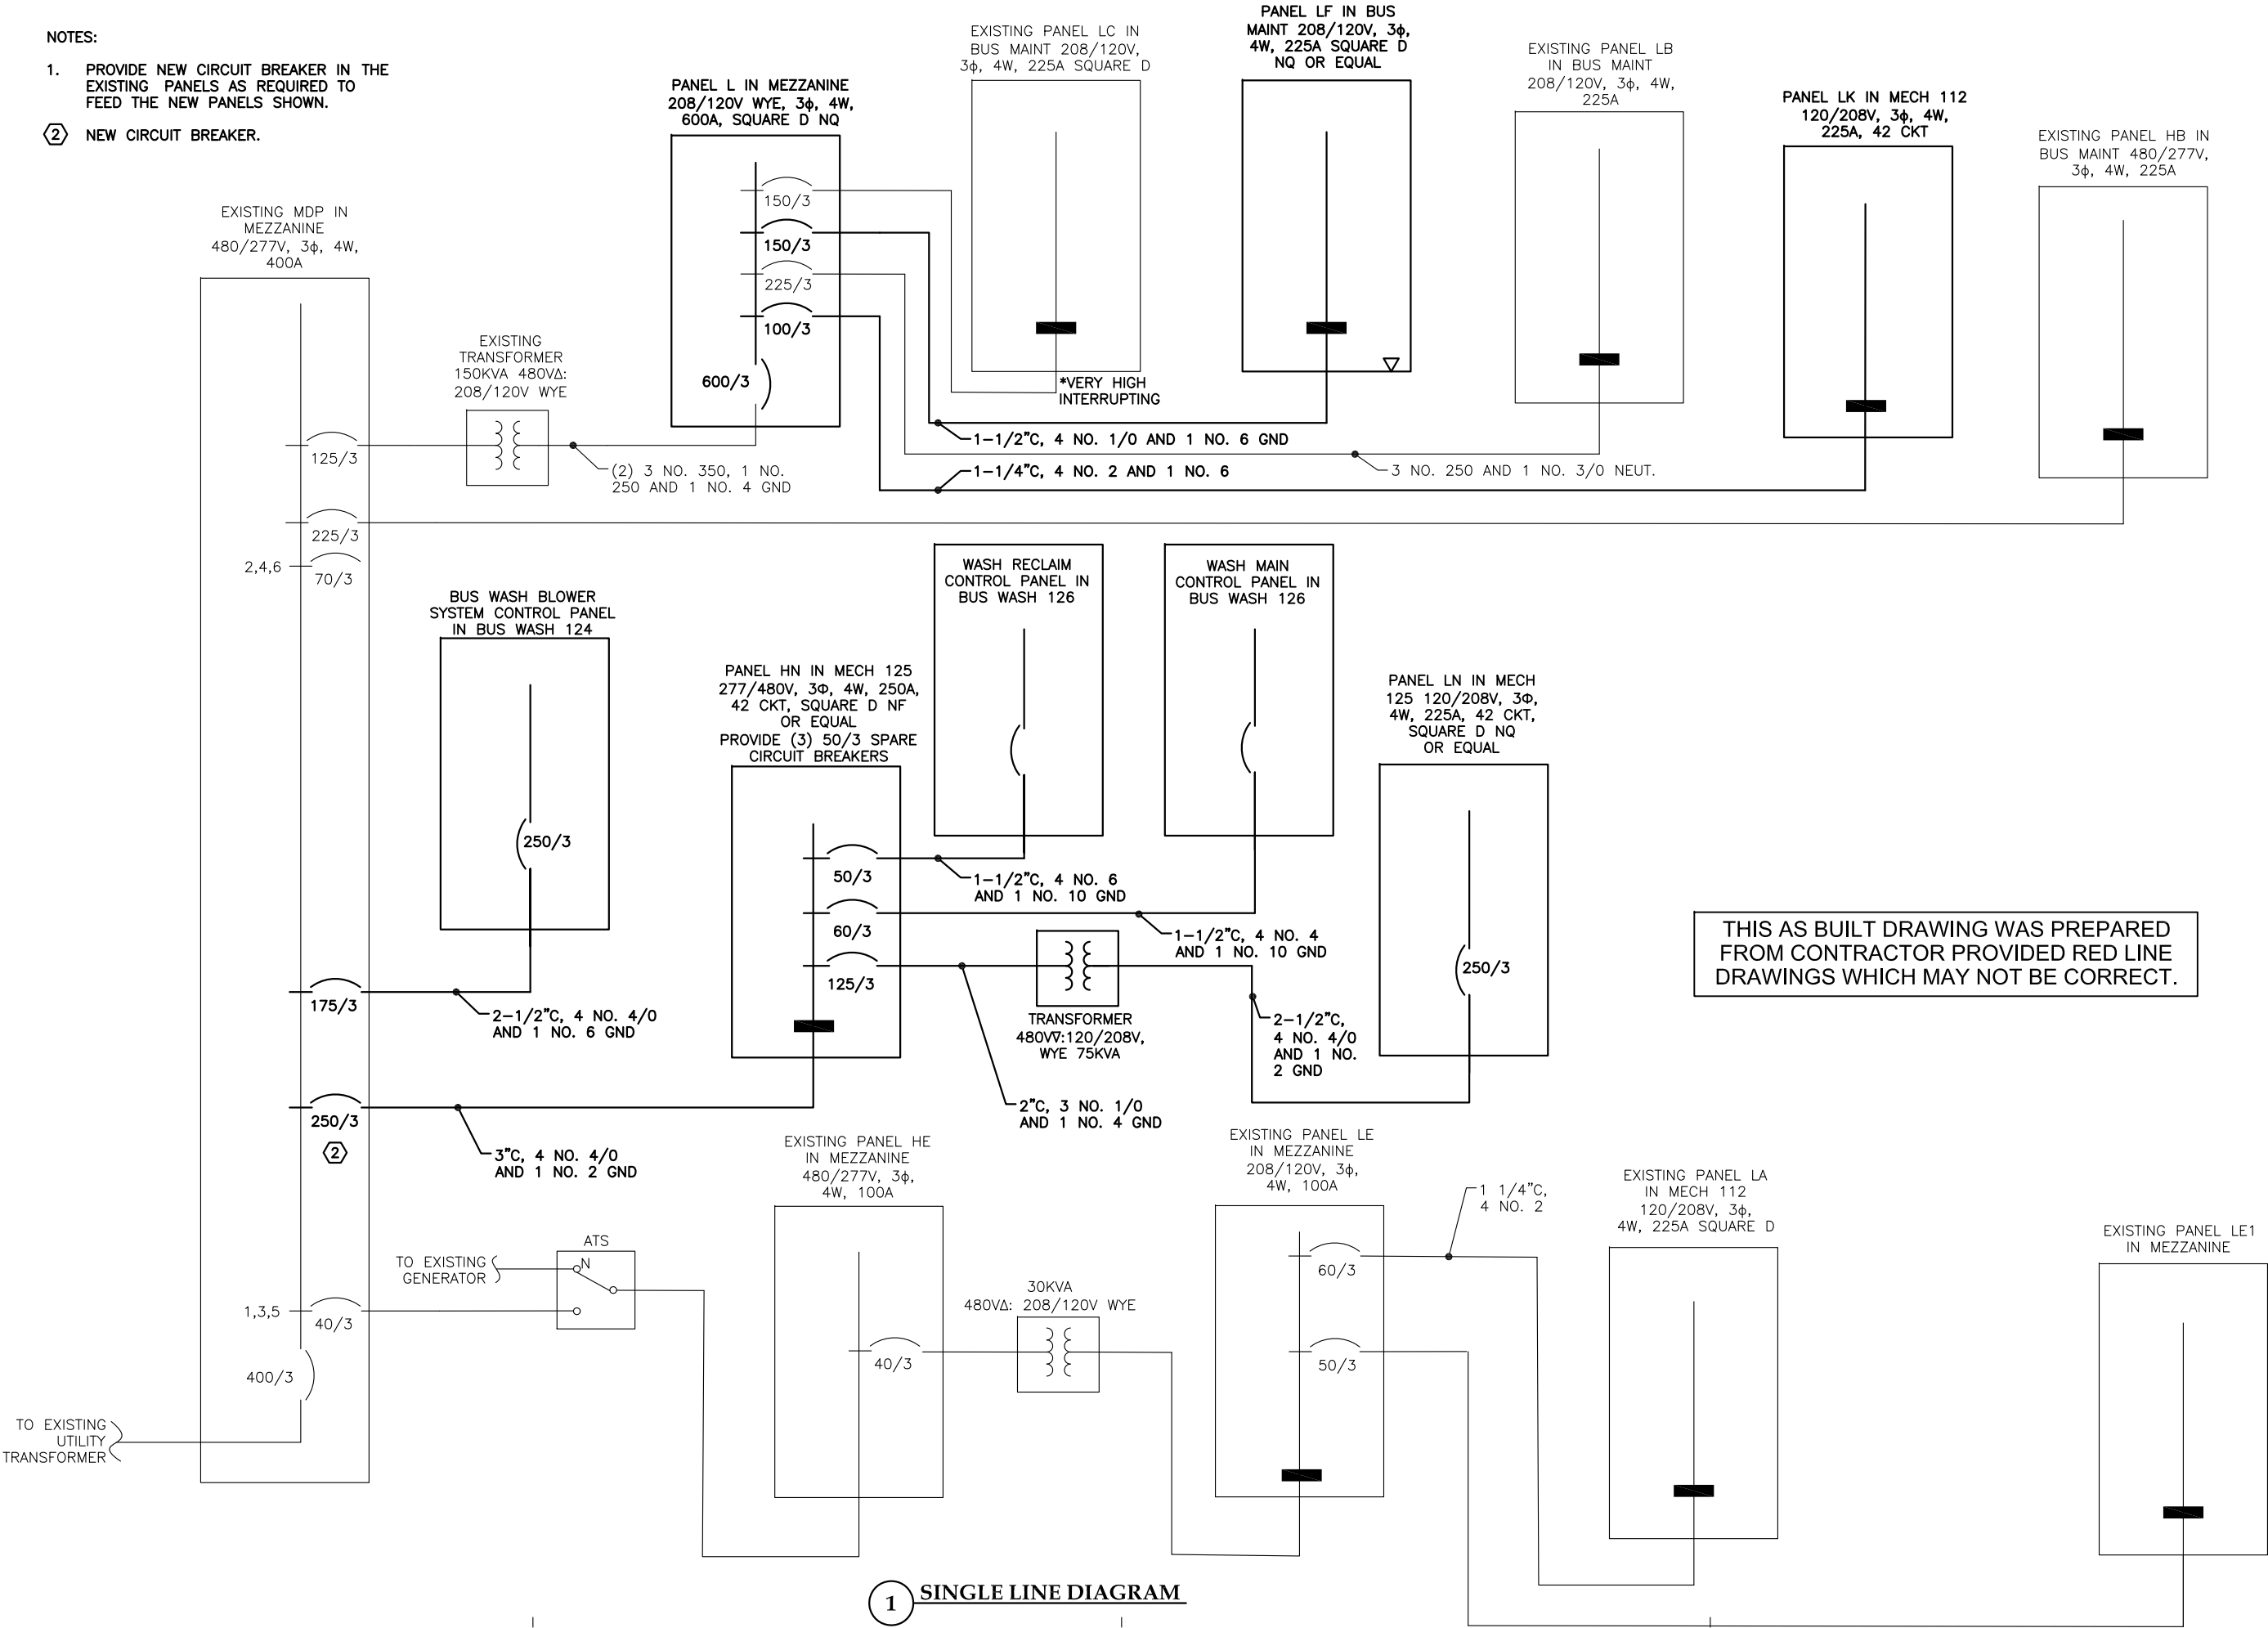 NOTES:
1. PROVIDE NEW CIRCUIT BREAKER IN THE
EXISTING PANELS AS REQUIRED TO
FEED THE NEW PANELS SHOWN.
2 NEW CIRCUIT BREAKER.
EXISTING MDP IN
MEZZANINE
480/277V, 3ϕ, 4W,
400A
125/3
225/3
2,4,6
70/3
175/3
250/3
2
1,3,5
40/3
400/3
TO EXISTING
UTILITY
TRANSFORMER
EXISTING
TRANSFORMER
150KVA 480VΔ:
208/120V WYE
(2) 3 NO. 350, 1 NO.
250 AND 1 NO. 4 GND
PANEL L IN MEZZANINE
208/120V WYE, 3ϕ, 4W,
600A, SQUARE D NQ
150/3
150/3
225/3
100/3
600/3
EXISTING PANEL LC IN
BUS MAINT 208/120V,
3ϕ, 4W, 225A SQUARE D
*VERY HIGH
INTERRUPTING
PANEL LF IN BUS
MAINT 208/120V, 3ϕ,
4W, 225A SQUARE D
NQ OR EQUAL
1-1/2"C, 4 NO. 1/0 AND 1 NO. 6 GND
1-1/4"C, 4 NO. 2 AND 1 NO. 6
EXISTING PANEL LB
IN BUS MAINT
208/120V, 3ϕ, 4W,
225A
3 NO. 250 AND 1 NO. 3/0 NEUT.
PANEL LK IN MECH 112
120/208V, 3ϕ, 4W,
225A, 42 CKT
EXISTING PANEL HB IN
BUS MAINT 480/277V,
3ϕ, 4W, 225A
BUS WASH BLOWER
SYSTEM CONTROL PANEL
IN BUS WASH 124
250/3
2-1/2"C, 4 NO. 4/0
AND 1 NO. 6 GND
PANEL HN IN MECH 125
277/480V, 3Φ, 4W, 250A,
42 CKT, SQUARE D NF
OR EQUAL
PROVIDE (3) 50/3 SPARE
CIRCUIT BREAKERS
50/3
60/3
125/3
3"C, 4 NO. 4/0
AND 1 NO. 2 GND
WASH RECLAIM
CONTROL PANEL IN
BUS WASH 126
1-1/2"C, 4 NO. 6
AND 1 NO. 10 GND
WASH MAIN
CONTROL PANEL IN
BUS WASH 126
1-1/2"C, 4 NO. 4
AND 1 NO. 10 GND
TRANSFORMER
480V∇:120/208V,
WYE 75KVA
2"C, 3 NO. 1/0
AND 1 NO. 4 GND
2-1/2"C,
4 NO. 4/0
AND 1 NO.
2 GND
PANEL LN IN MECH
125 120/208V, 3Φ,
4W, 225A, 42 CKT,
SQUARE D NQ
OR EQUAL
250/3
THIS AS BUILT DRAWING WAS PREPARED
FROM CONTRACTOR PROVIDED RED LINE
DRAWINGS WHICH MAY NOT BE CORRECT.
TO EXISTING
GENERATOR
ATS
N
EXISTING PANEL HE
IN MEZZANINE
480/277V, 3ϕ,
4W, 100A
40/3
30KVA
480VΔ: 208/120V WYE
EXISTING PANEL LE
IN MEZZANINE
208/120V, 3ϕ,
4W, 100A
60/3
50/3
1 1/4"C,
4 NO. 2
EXISTING PANEL LA
IN MECH 112
120/208V, 3ϕ,
4W, 225A SQUARE D
EXISTING PANEL LE1
IN MEZZANINE
1 SINGLE LINE DIAGRAM